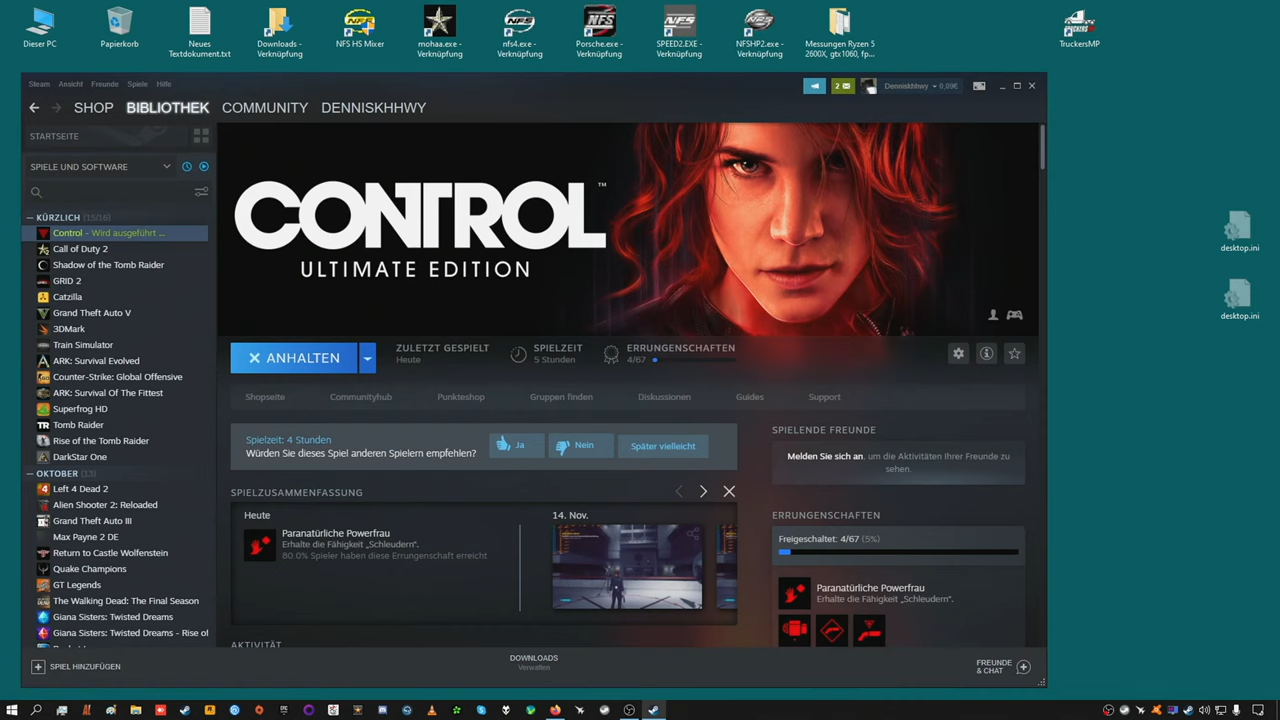 Dieser PC
Papierkorb
Neues
Textdokument.txt
Downloads -
Verknüpfung
NFS HS Mixer
mohaa.exe -
Verknüpfung
nfs4.exe -
Verknüpfung
Porsche.exe -
Verknüpfung
SPEED2.EXE -
Verknüpfung
NFSHP2.exe -
Verknüpfung
Messungen Ryzen 5
2600X, gtx1060, fp...
TruckersMP
Steam Ansicht Freunde Spiele Hilfe
2
Denniskhhwy 0,09€
SHOP BIBLIOTHEK COMMUNITY DENNISKHHWY
STARTSEITE
SPIELE UND SOFTWARE
KÜRZLICH (15/16)
Control - Wird ausgeführt ...
Call of Duty 2
Shadow of the Tomb Raider
GRID 2
Catzilla
Grand Theft Auto V
3DMark
Train Simulator
ARK: Survival Evolved
Counter-Strike: Global Offensive
ARK: Survival Of The Fittest
Superfrog HD
Tomb Raider
Rise of the Tomb Raider
DarkStar One
OKTOBER (13)
Left 4 Dead 2
Alien Shooter 2: Reloaded
Grand Theft Auto III
Max Payne 2 DE
Return to Castle Wolfenstein
Quake Champions
GT Legends
The Walking Dead: The Final Season
Giana Sisters: Twisted Dreams
Giana Sisters: Twisted Dreams - Rise of
SPIEL HINZUFÜGEN
CONTROL™
ULTIMATE EDITION
ANHALTEN
ZULETZT GESPIELT
Heute
SPIELZEIT
5 Stunden
ERRUNGENSCHAFTEN
4/67
Shopseite Communityhub Punkteshop Gruppen finden Diskussionen Guides Support
Spielzeit: 4 Stunden
Würden Sie dieses Spiel anderen Spielern empfehlen?
Ja
Nein
Später vielleicht
SPIELZUSAMMENFASSUNG
Heute
Paranatürliche Powerfrau
Erhalte die Fähigkeit „Schleudern“.
80.0% Spieler haben diese Errungenschaft erreicht
14. Nov.
AKTIVITÄT
SPIELENDE FREUNDE
Melden Sie sich an, um die Aktivitäten Ihrer Freunde zu
sehen.
ERRUNGENSCHAFTEN
Freigeschaltet: 4/67 (5%)
Paranatürliche Powerfrau
Erhalte die Fähigkeit „Schleudern“.
DOWNLOADS
Verwalten
FREUNDE
& CHAT
desktop.ini
desktop.ini